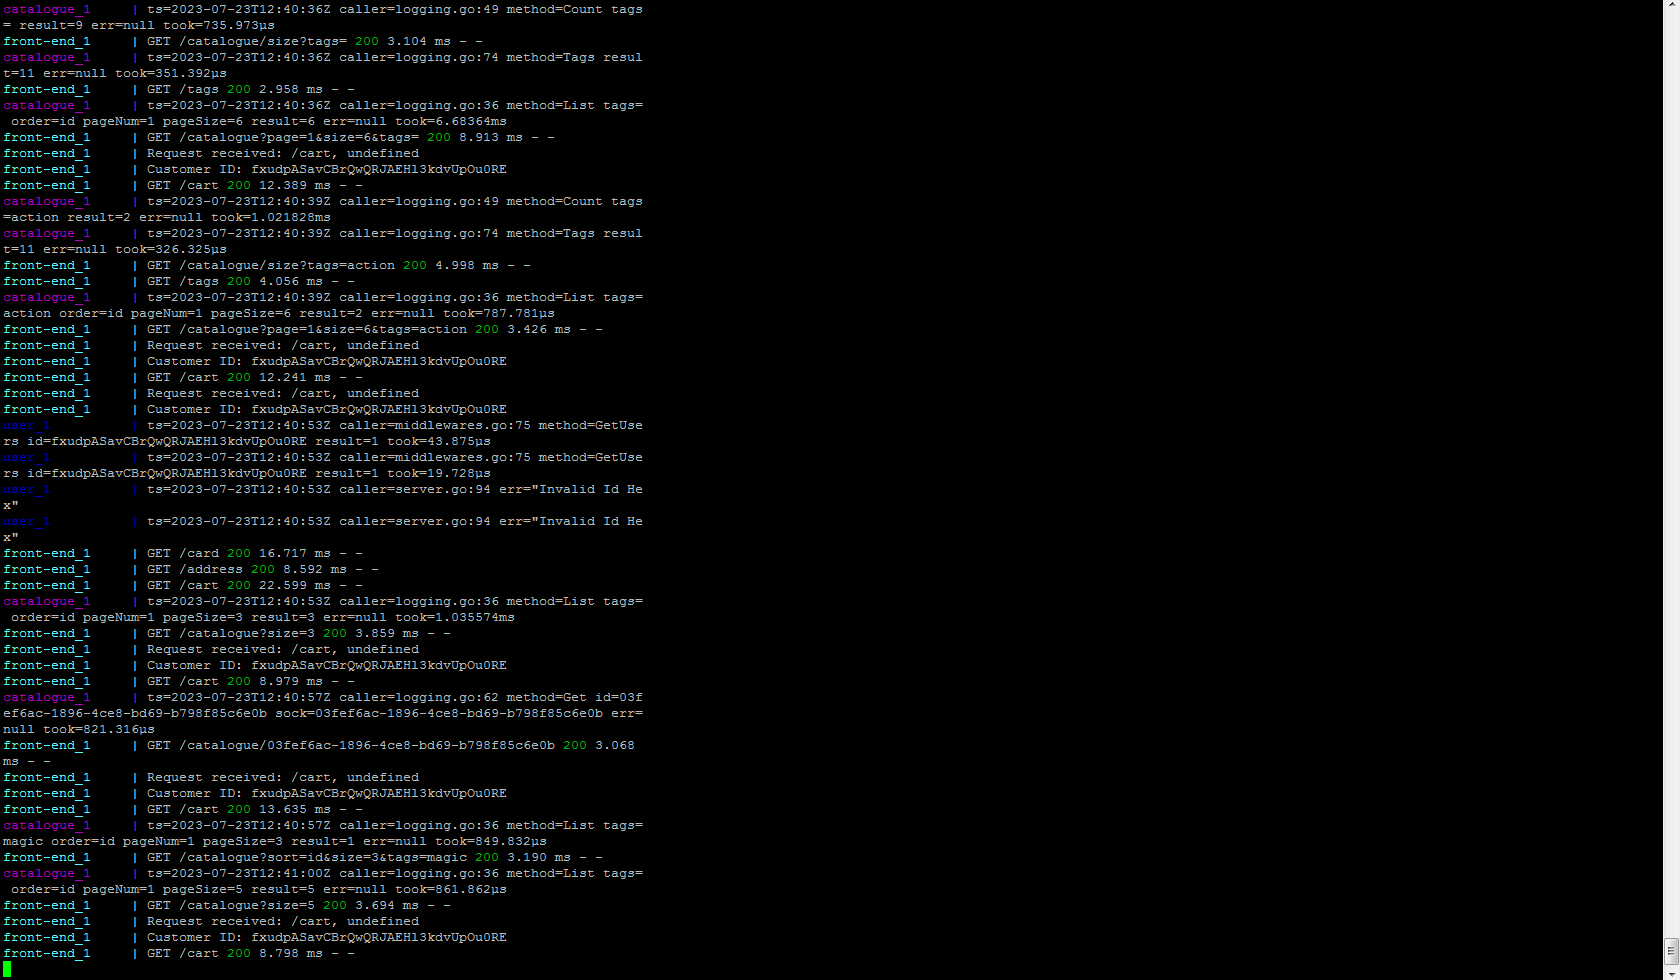 catalogue_1     | ts=2023-07-23T12:40:36Z caller=logging.go:49 method=Count tags
= result=9 err=null took=735.973µs
front-end_1     | GET /catalogue/size?tags= 200 3.104 ms - -
catalogue_1     | ts=2023-07-23T12:40:36Z caller=logging.go:74 method=Tags resul
t=11 err=null took=351.392µs
front-end_1     | GET /tags 200 2.958 ms - -
catalogue_1     | ts=2023-07-23T12:40:36Z caller=logging.go:36 method=List tags=
 order=id pageNum=1 pageSize=6 result=6 err=null took=6.68364ms
front-end_1     | GET /catalogue?page=1&size=6&tags= 200 8.913 ms - -
front-end_1     | Request received: /cart, undefined
front-end_1     | Customer ID: fxudpASavCBrQwQRJAEHl3kdvUpOu0RE
front-end_1     | GET /cart 200 12.389 ms - -
catalogue_1     | ts=2023-07-23T12:40:39Z caller=logging.go:49 method=Count tags
=action result=2 err=null took=1.021828ms
catalogue_1     | ts=2023-07-23T12:40:39Z caller=logging.go:74 method=Tags resul
t=11 err=null took=326.325µs
front-end_1     | GET /catalogue/size?tags=action 200 4.998 ms - -
front-end_1     | GET /tags 200 4.056 ms - -
catalogue_1     | ts=2023-07-23T12:40:39Z caller=logging.go:36 method=List tags=
action order=id pageNum=1 pageSize=6 result=2 err=null took=787.781µs
front-end_1     | GET /catalogue?page=1&size=6&tags=action 200 3.426 ms - -
front-end_1     | Request received: /cart, undefined
front-end_1     | Customer ID: fxudpASavCBrQwQRJAEHl3kdvUpOu0RE
front-end_1     | GET /cart 200 12.241 ms - -
front-end_1     | Request received: /cart, undefined
front-end_1     | Customer ID: fxudpASavCBrQwQRJAEHl3kdvUpOu0RE
user_1          | ts=2023-07-23T12:40:53Z caller=middlewares.go:75 method=GetUse
rs id=fxudpASavCBrQwQRJAEHl3kdvUpOu0RE result=1 took=43.875µs
user_1          | ts=2023-07-23T12:40:53Z caller=middlewares.go:75 method=GetUse
rs id=fxudpASavCBrQwQRJAEHl3kdvUpOu0RE result=1 took=19.728µs
user_1          | ts=2023-07-23T12:40:53Z caller=server.go:94 err="Invalid Id He
x"
user_1          | ts=2023-07-23T12:40:53Z caller=server.go:94 err="Invalid Id He
x"
front-end_1     | GET /card 200 16.717 ms - -
front-end_1     | GET /address 200 8.592 ms - -
front-end_1     | GET /cart 200 22.599 ms - -
catalogue_1     | ts=2023-07-23T12:40:53Z caller=logging.go:36 method=List tags=
 order=id pageNum=1 pageSize=3 result=3 err=null took=1.035574ms
front-end_1     | GET /catalogue?size=3 200 3.859 ms - -
front-end_1     | Request received: /cart, undefined
front-end_1     | Customer ID: fxudpASavCBrQwQRJAEHl3kdvUpOu0RE
front-end_1     | GET /cart 200 8.979 ms - -
catalogue_1     | ts=2023-07-23T12:40:57Z caller=logging.go:62 method=Get id=03f
ef6ac-1896-4ce8-bd69-b798f85c6e0b sock=03fef6ac-1896-4ce8-bd69-b798f85c6e0b err=
null took=821.316µs
front-end_1     | GET /catalogue/03fef6ac-1896-4ce8-bd69-b798f85c6e0b 200 3.068
ms - -
front-end_1     | Request received: /cart, undefined
front-end_1     | Customer ID: fxudpASavCBrQwQRJAEHl3kdvUpOu0RE
front-end_1     | GET /cart 200 13.635 ms - -
catalogue_1     | ts=2023-07-23T12:40:57Z caller=logging.go:36 method=List tags=
magic order=id pageNum=1 pageSize=3 result=1 err=null took=849.832µs
front-end_1     | GET /catalogue?sort=id&size=3&tags=magic 200 3.190 ms - -
catalogue_1     | ts=2023-07-23T12:41:00Z caller=logging.go:36 method=List tags=
 order=id pageNum=1 pageSize=5 result=5 err=null took=861.862µs
front-end_1     | GET /catalogue?size=5 200 3.694 ms - -
front-end_1     | Request received: /cart, undefined
front-end_1     | Customer ID: fxudpASavCBrQwQRJAEHl3kdvUpOu0RE
front-end_1     | GET /cart 200 8.798 ms - -